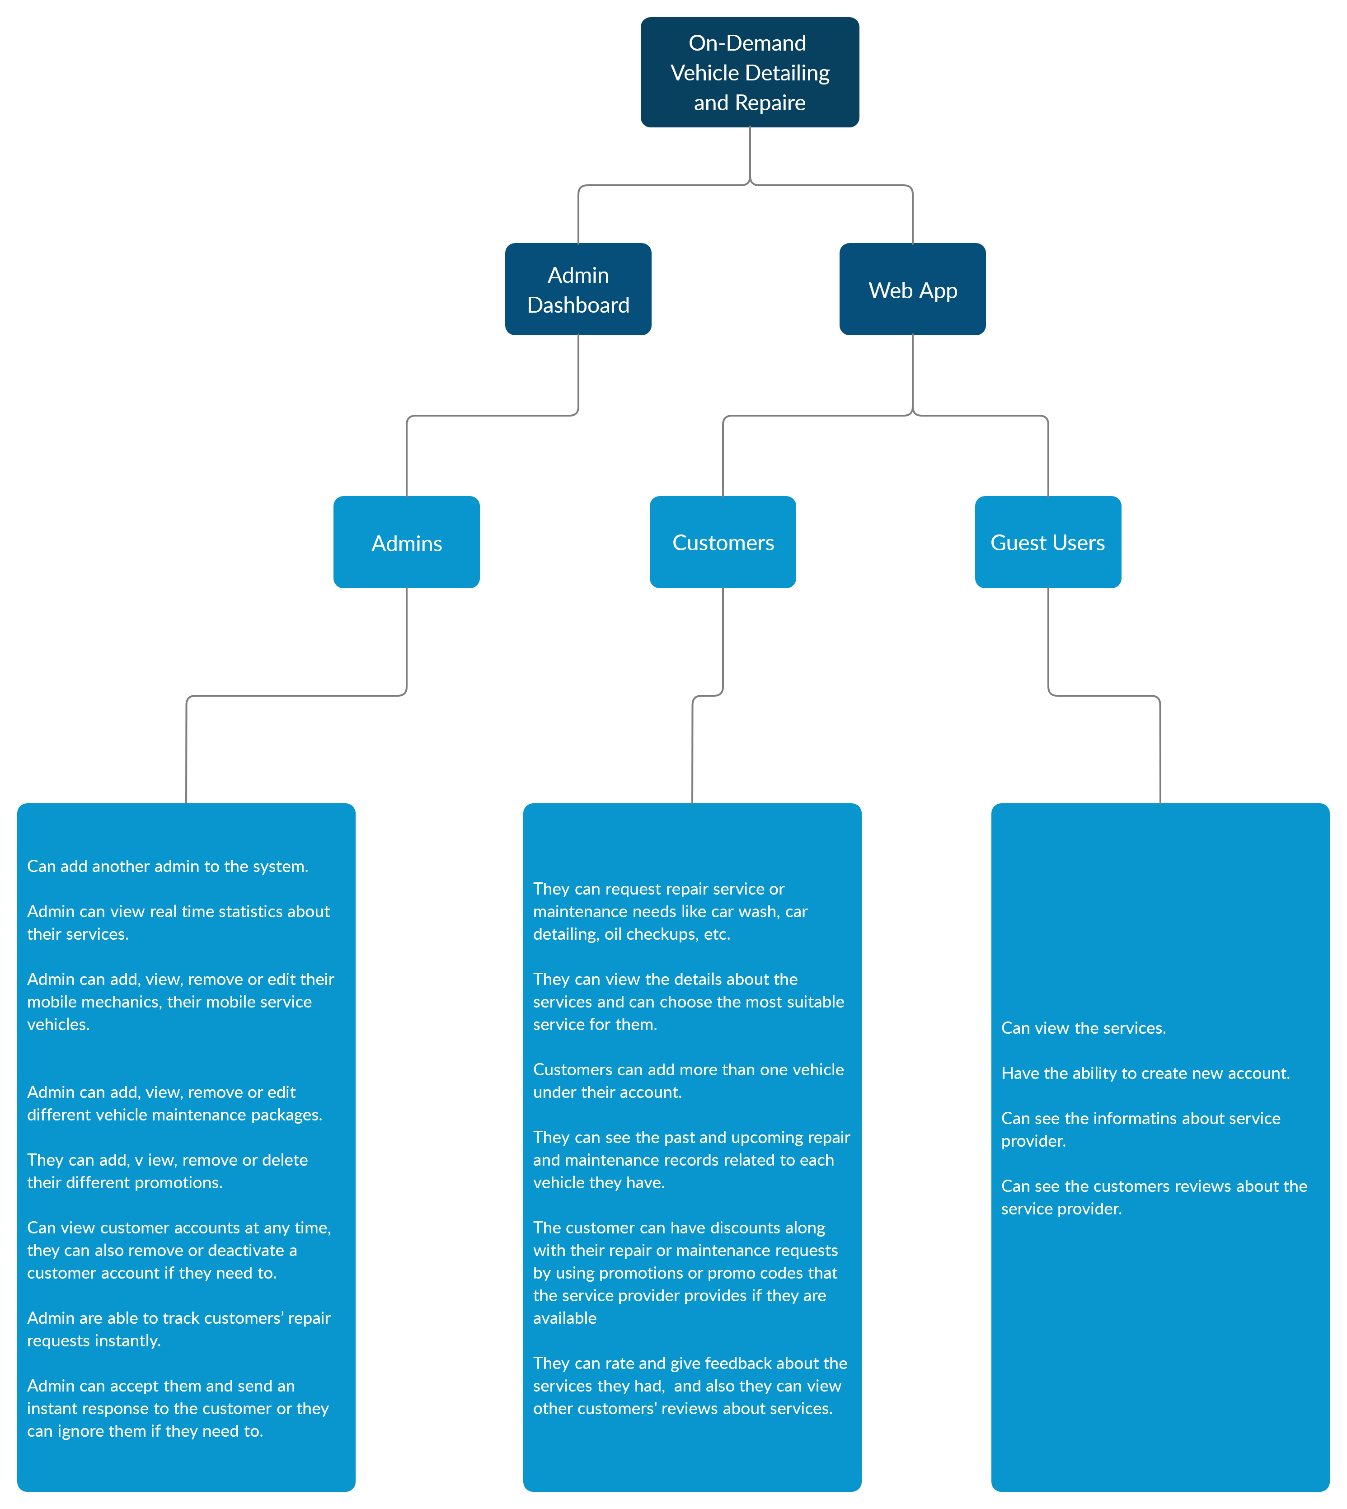 On-Demand
Vehicle Detailing
and Repaire
Admin
Dashboard
Web App
Admins
Customers
Guest Users
Can add another admin to the system.
Admin can view real time statistics about
their services.
Admin can add, view, remove or edit their
mobile mechanics, their mobile service
vehicles.
Admin can add, view, remove or edit
different vehicle maintenance packages.
They can add, v iew, remove or delete
their different promotions.
Can view customer accounts at any time,
they can also remove or deactivate a
customer account if they need to.
Admin are able to track customers' repair
requests instantly.
Admin can accept them and send an
instant response to the customer or they
can ignore them if they need to.
They can request repair service or
maintenance needs like car wash, car
detailing, oil checkups, etc.
They can view the details about the
services and can choose the most suitable
service for them.
Customers can add more than one vehicle
under their account.
They can see the past and upcoming repair
and maintenance records related to each
vehicle they have.
The customer can have discounts along
with their repair or maintenance requests
by using promotions or promo codes that
the service provider provides if they are
available
They can rate and give feedback about the
services they had,  and also they can view
other customers' reviews about services.
Can view the services.
Have the ability to create new account.
Can see the informatins about service
provider.
Can see the customers reviews about the
service provider.